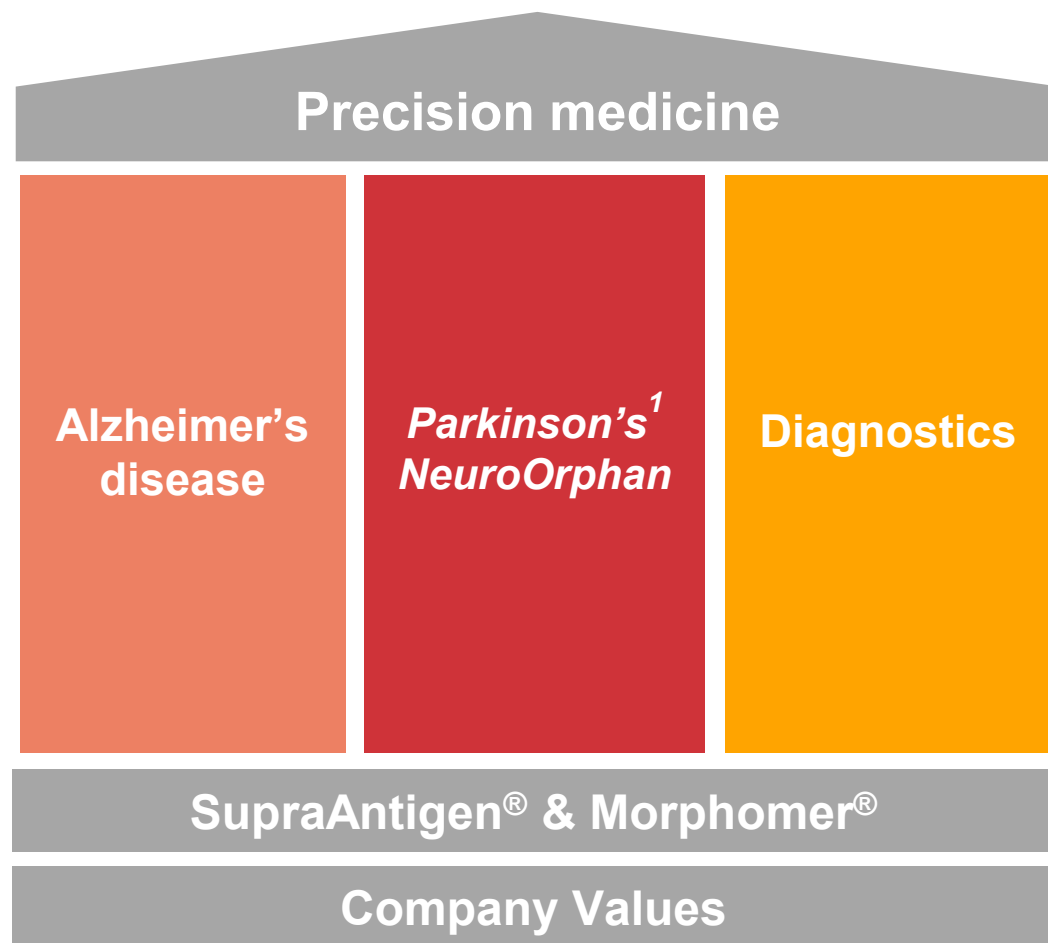 Precision medicine
Alzheimer’s
disease
Parkinson’s¹
NeuroOrphan
Diagnostics
SupraAntigen® & Morphomer®
Company Values